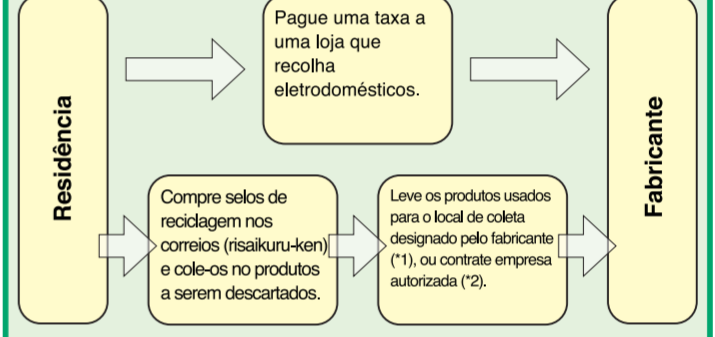 Residência
Pague uma taxa a
uma loja que
recolha
eletrodomésticos.
Compre selos de
reciclagem nos
correios (risaikuru-ken)
e cole-os no produtos
a serem descartados.
Leve os produtos usados
para o local de coleta
designado pelo fabricante
(*1), ou contrate empresa
autorizada (*2).
Fabricante